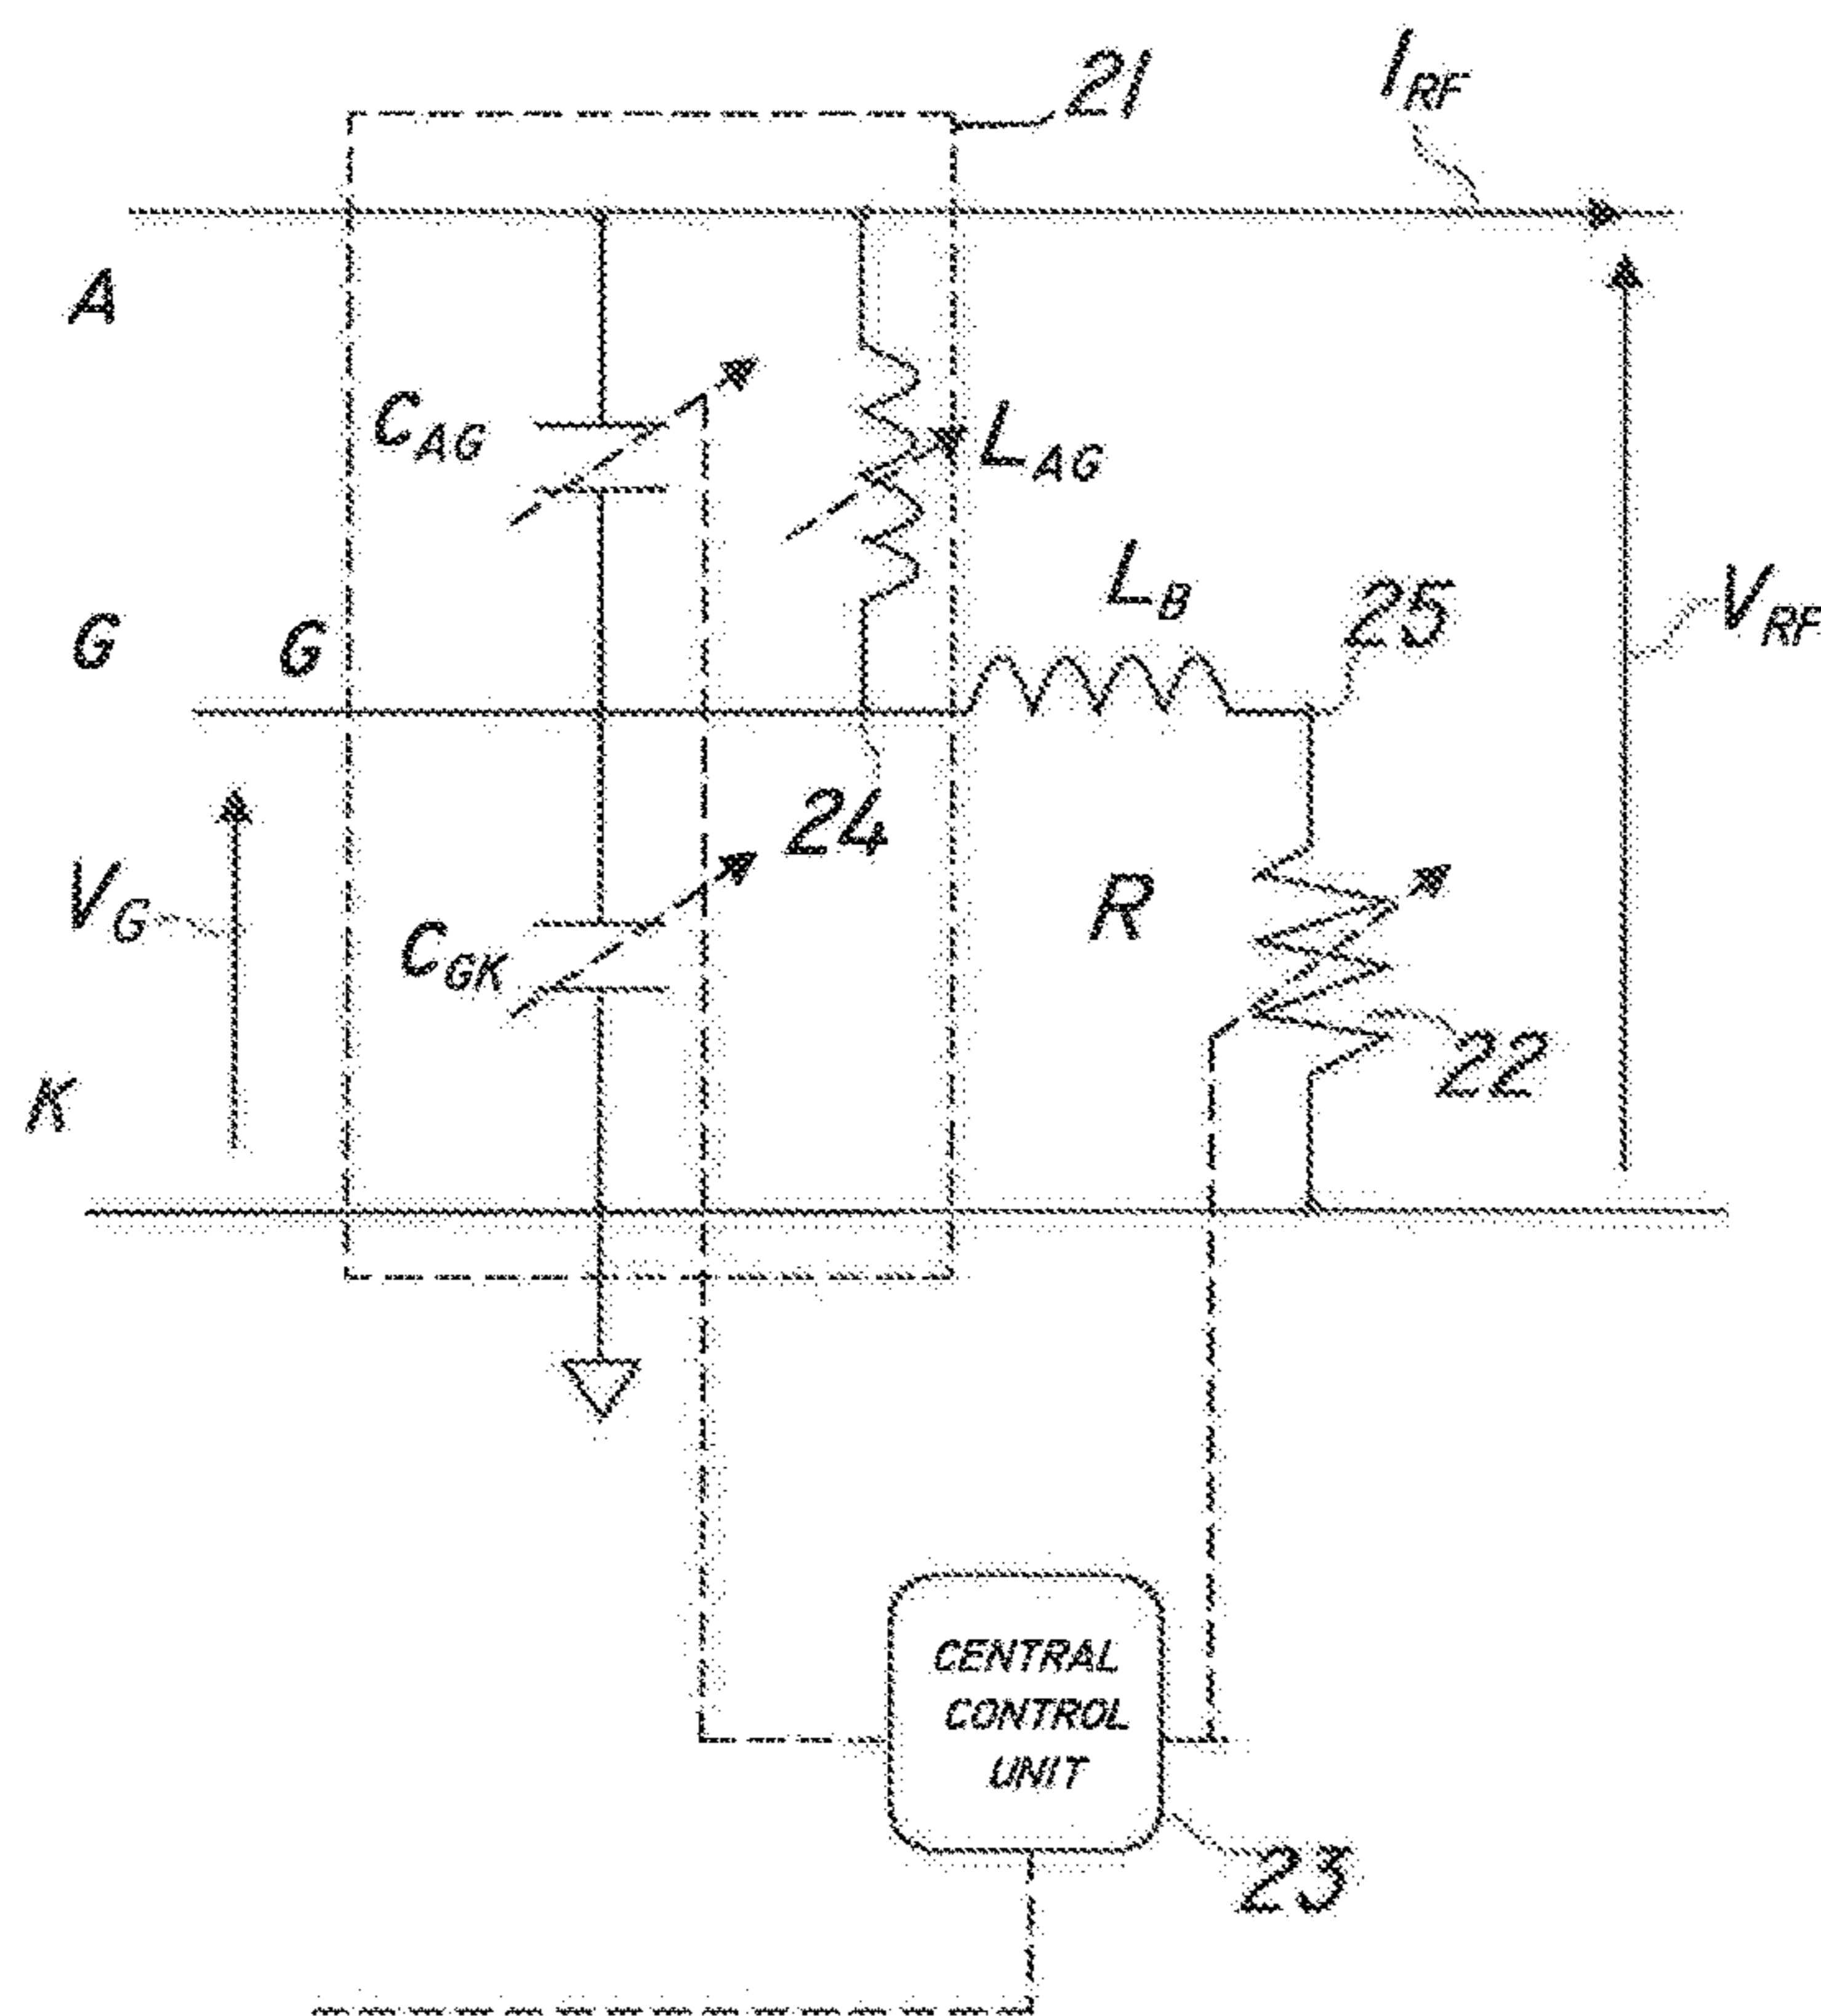 21
I_RF
A
C_AG
L_AG
L_B
25
V_RF
G
G
24
V_G
C_GK
R
22
K
CENTRAL
CONTROL
UNIT
23